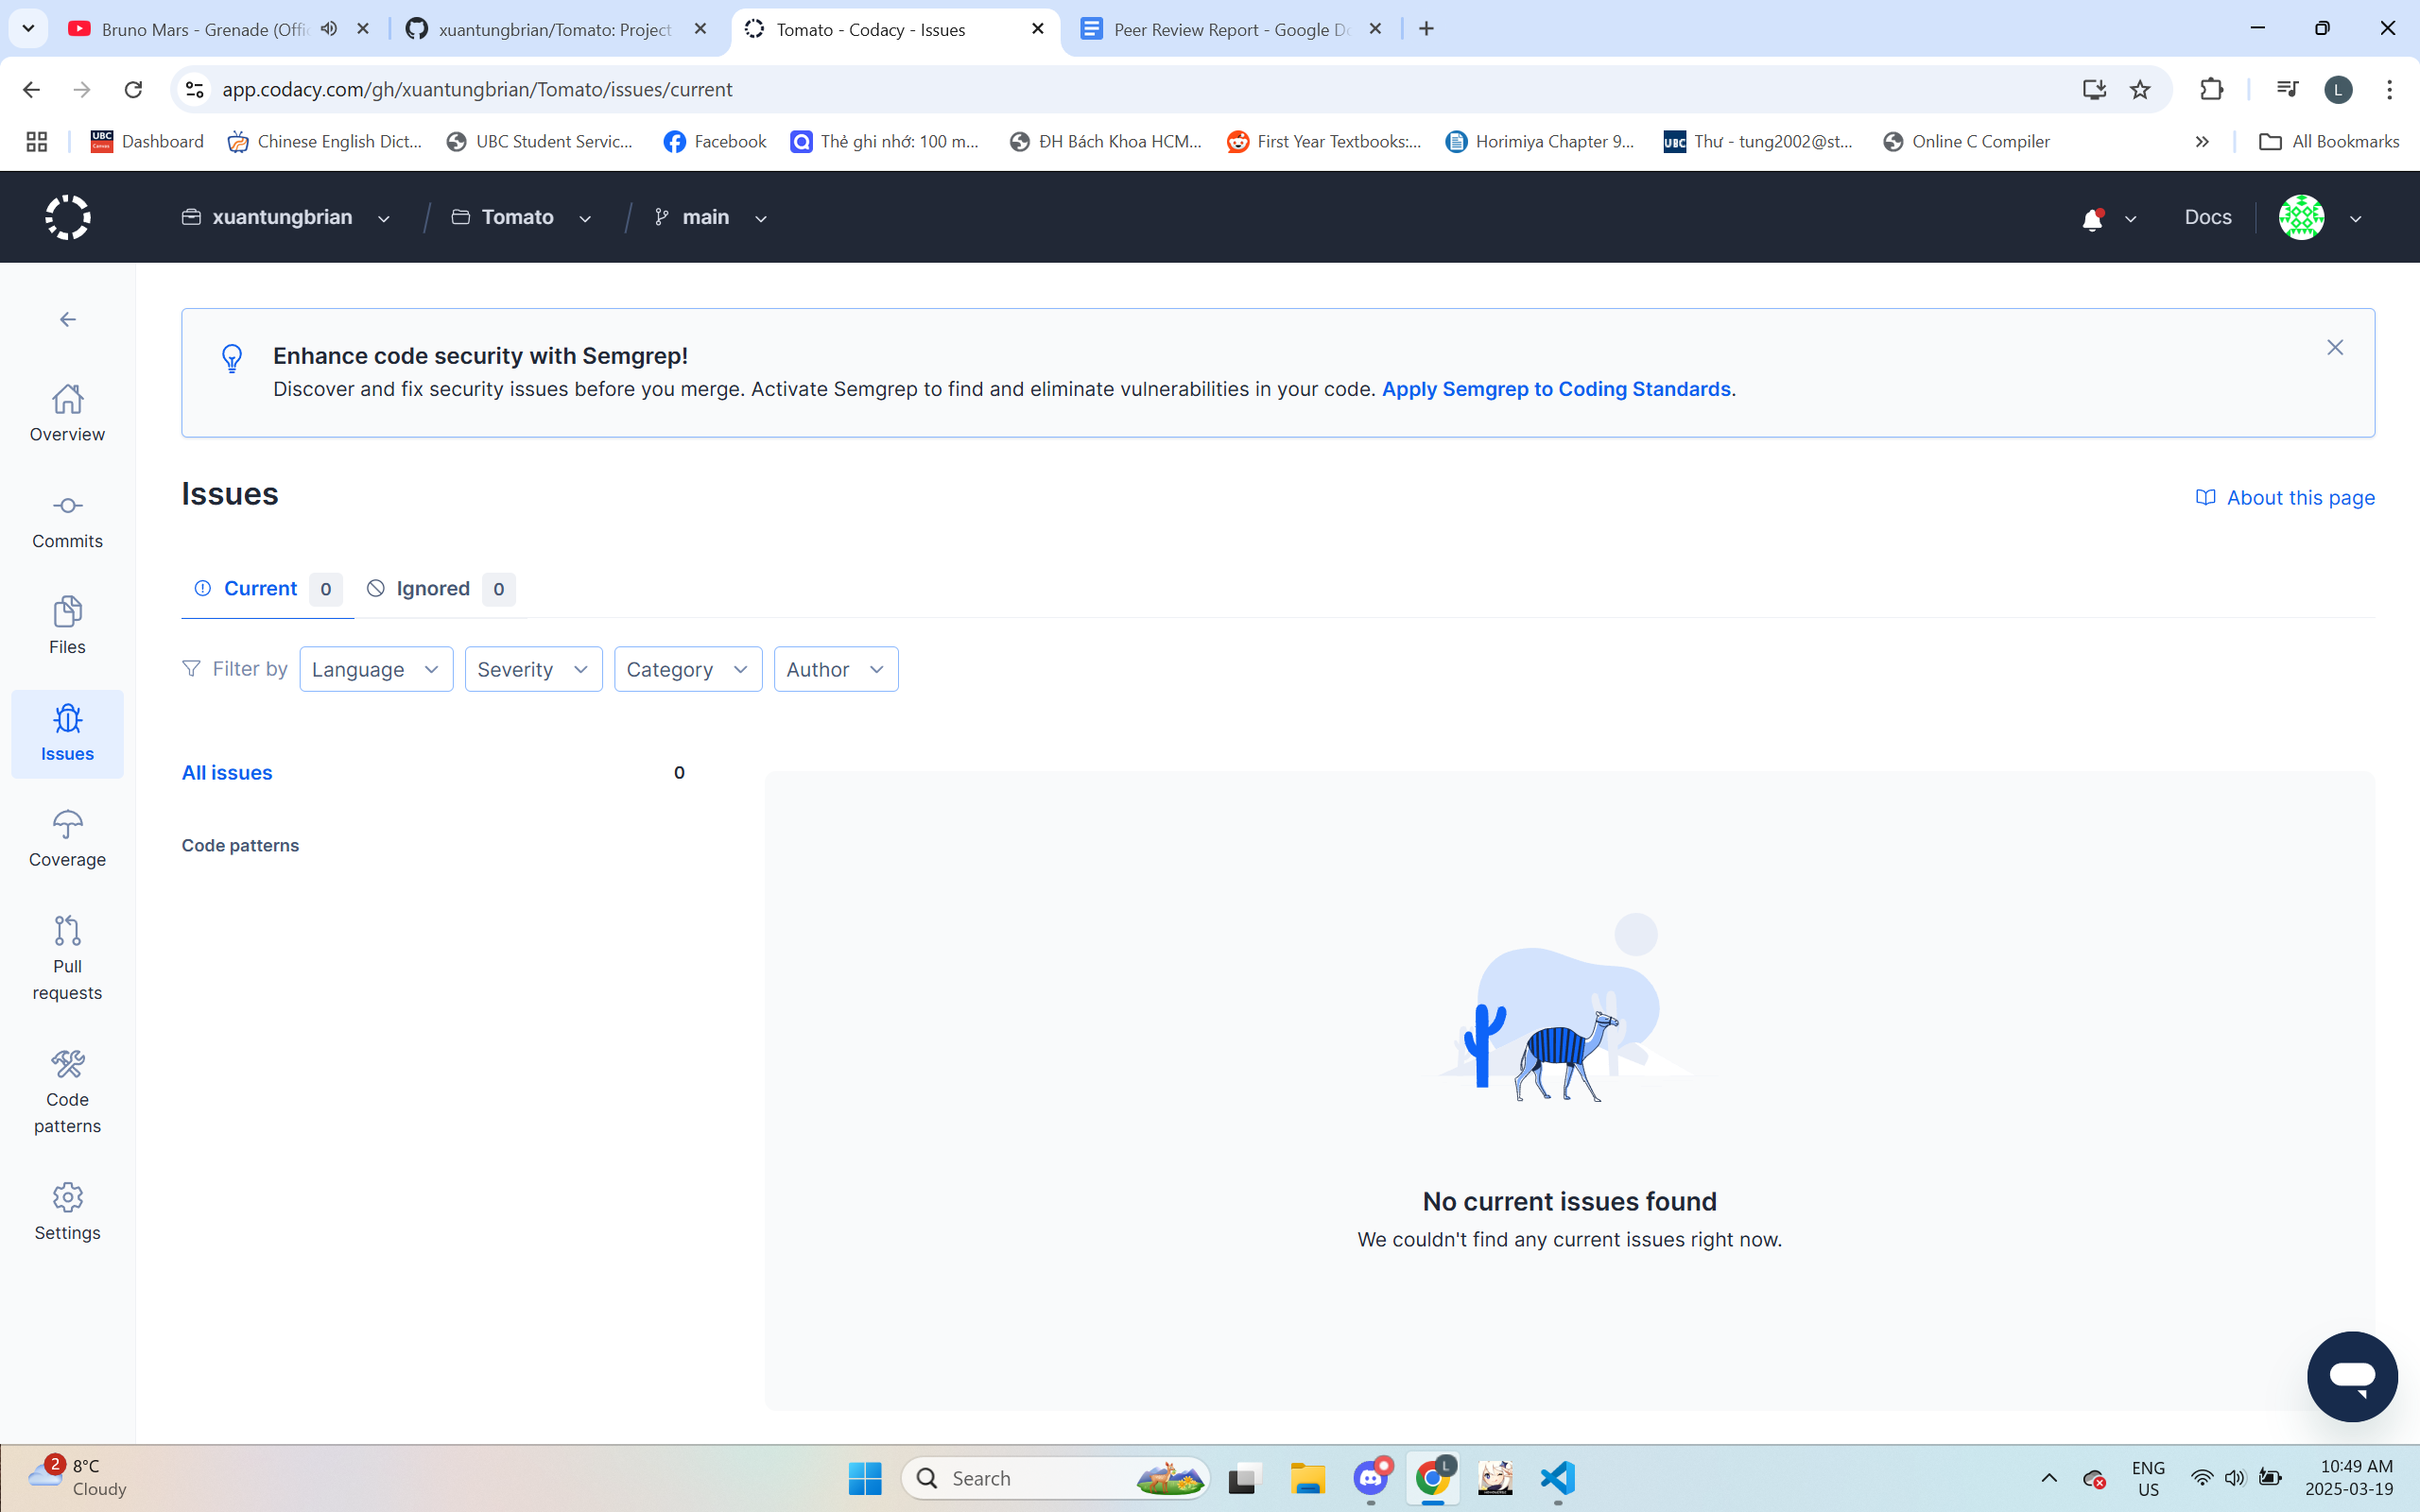 Bruno Mars - Grenade (Offi
xuantungbrian/Tomato: Project
Tomato - Codacy - Issues
Peer Review Report - Google Do
app.codacy.com/gh/xuantungbrian/Tomato/issues/current
L
UBC
Dashboard
Chinese English Dict...
UBC Student Servic...
Facebook
Thẻ ghi nhớ: 100 m...
ĐH Bách Khoa HCM...
First Year Textbooks:...
Horimiya Chapter 9...
UBC
Thư - tung2002@st...
Online C Compiler
All Bookmarks
xuantungbrian
Tomato
main
Docs
Enhance code security with Semgrep!
Discover and fix security issues before you merge. Activate Semgrep to find and eliminate vulnerabilities in your code. Apply Semgrep to Coding Standards.
Overview
Commits
Files
Issues
Coverage
Pull
requests
Code
patterns
Settings
Issues
About this page
Current 0
Ignored 0
Filter by
Language
Severity
Category
Author
All issues 0
Code patterns
No current issues found
We couldn't find any current issues right now.
2
8°C
Cloudy
Search
L
ENG
US
10:49 AM
2025-03-19